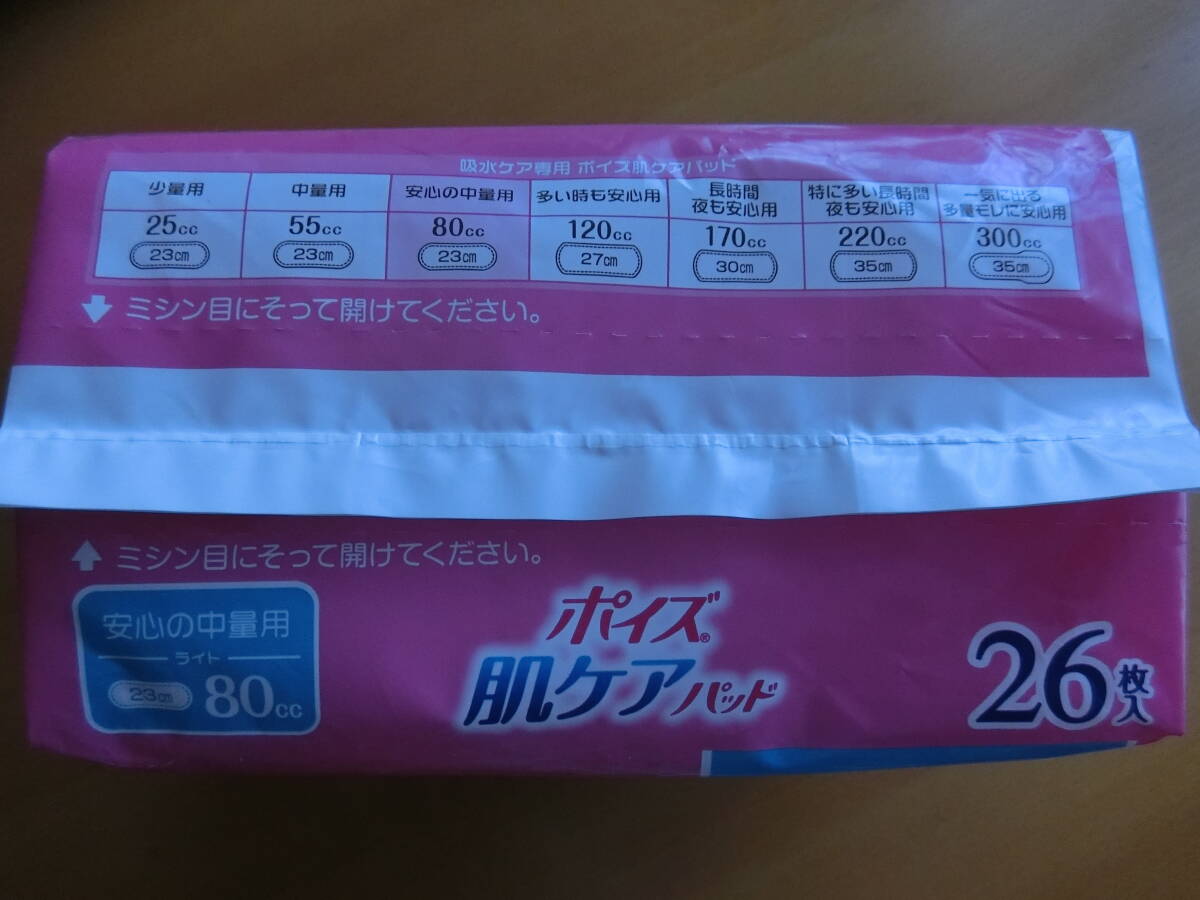 吸水ケア専用 ポイズ肌ケアパッド
少量用 中量用 安心の中量用 多い時も安心用 長時間 夜も安心用 特に多い長時間 夜も安心用 一気に出る 多量モレに安心用
25cc 55cc 80cc 120cc 170cc 220cc 300cc
23cm 23cm 23cm 27cm 30cm 35cm 35cm
ミシン目にそって開けてください。
ミシン目にそって開けてください。
安心の中量用
ライト
23cm 80cc
ポイズ®
肌ケアパッド
26枚入